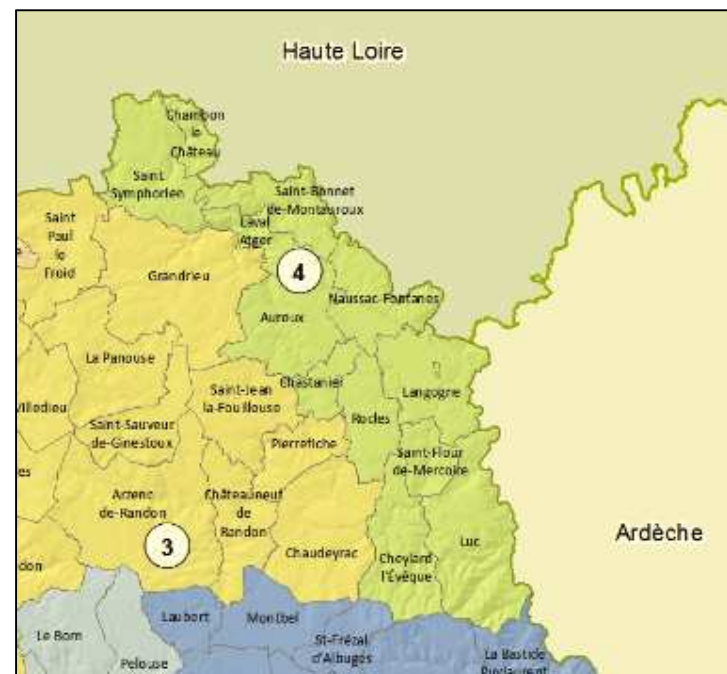 Haute Loire
Chambon
le
Château
Saint
Symphorien
Saint-Bonnet
de-Montauroux
Laval
Atger
Saint
Paul
le
Froid
Grandrieu
4
Naussac-Fontanes
Auroux
La Panouse
Chastanier
Langogne
Saint-Jean
la-Fouillouse
Villedieu
Rocles
Saint-Sauveur
de-Ginestoux
Pierrefiche
Saint-Flour
de-Mercoire
Arzenc
de-Randon
Châteauneuf
de
Randon
3
Chaudeyrac
Cheylard
l'Évêque
Luc
Ardèche
Laubert
Montbel
Le Born
Pelouse
St-Frézal
d'Albuges
La Bastide
Puylaurent